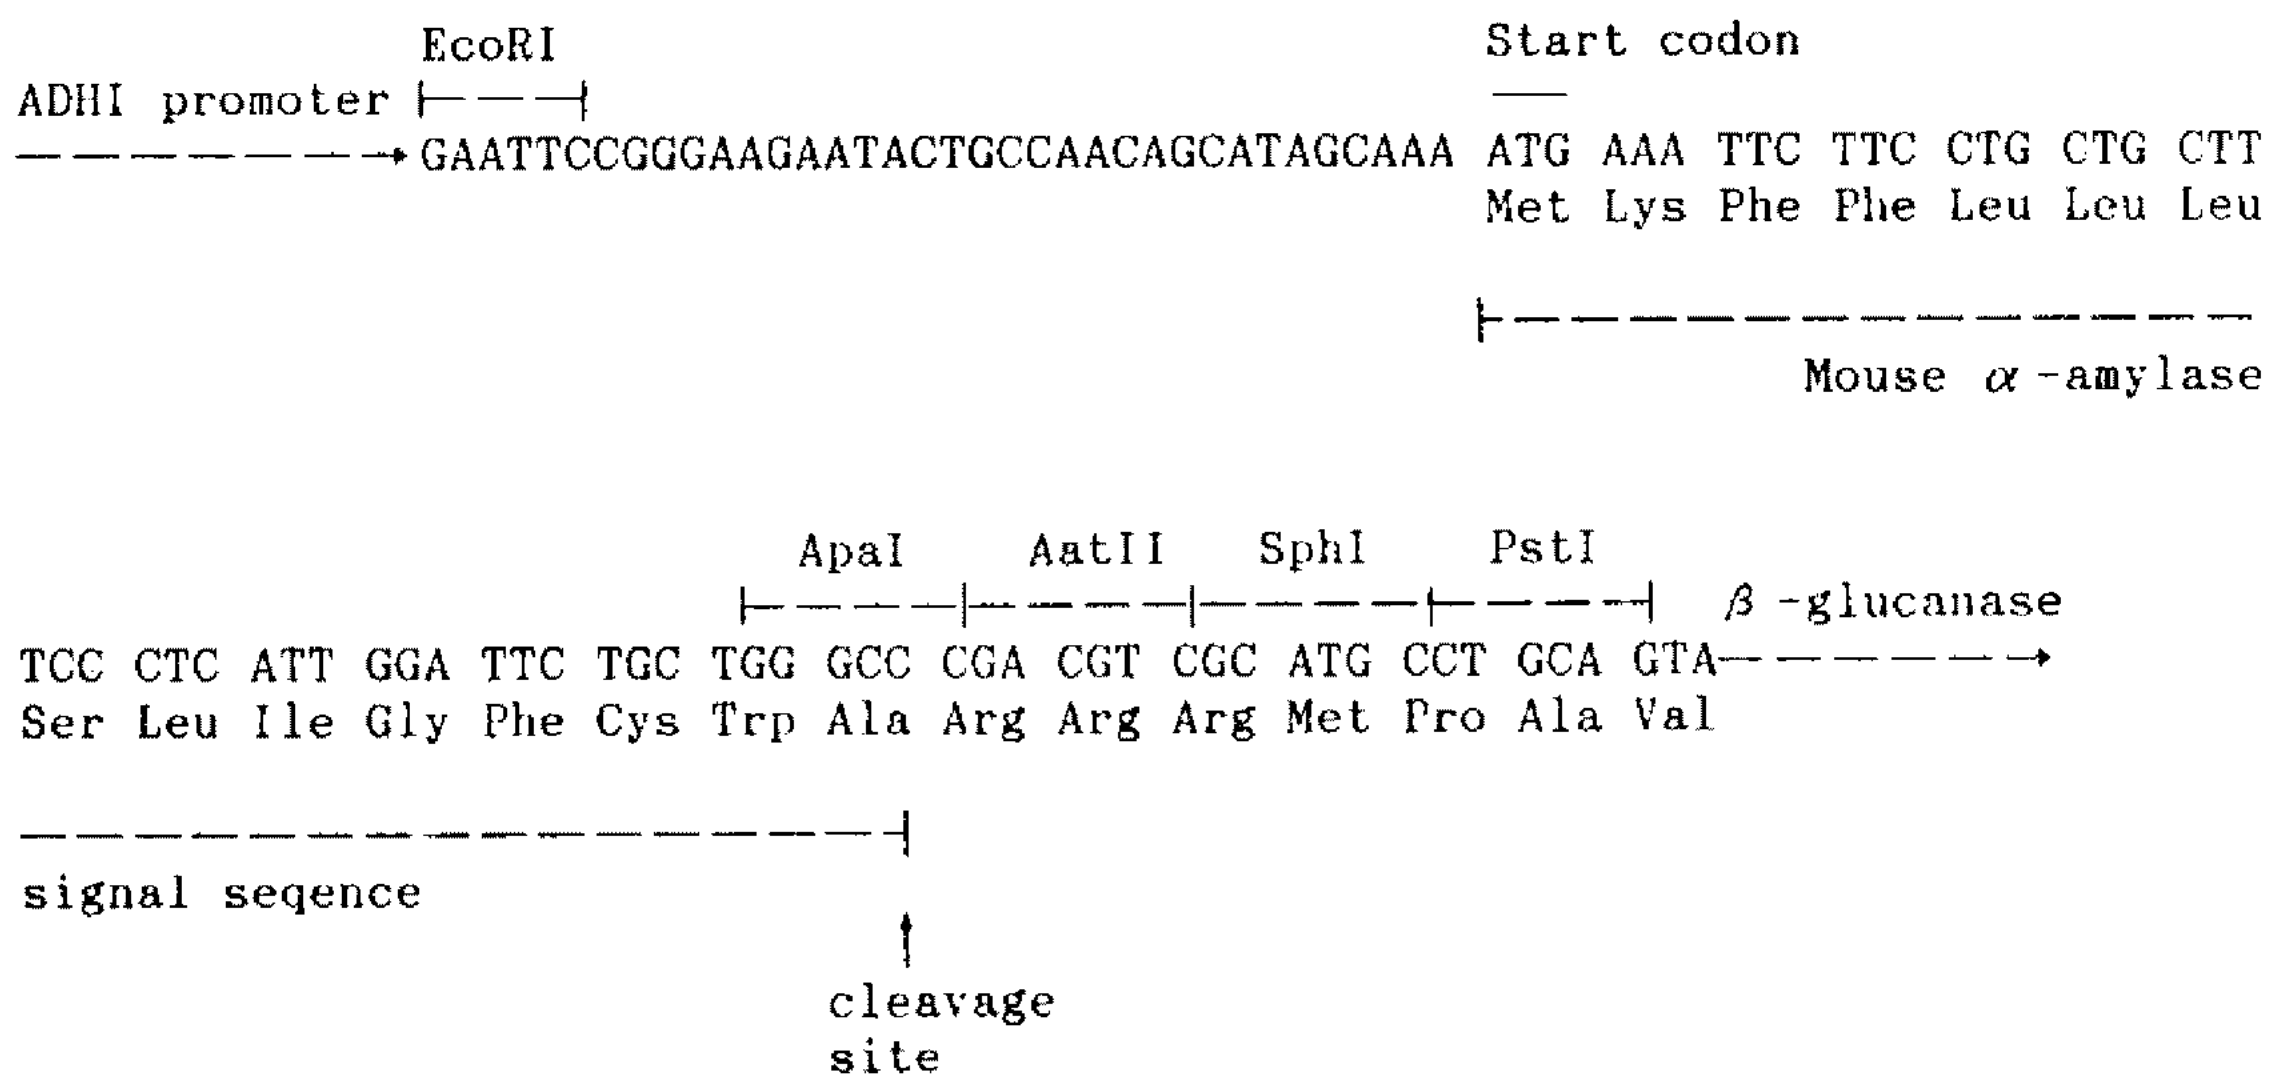 EcoRI Start codon
ADHI promoter
GAATTCCGGGAAGAATACTGCCAACAGCATAGCAAA ATG AAA TTC TTC CTG CTG CTT
Met Lys Phe Phe Leu Leu Leu
Mouse α-amylase
ApaI AatII SphI PstI
β-glucanase
TCC CTC ATT GGA TTC TGC TGG GCC CGA CGT CGC ATG CCT GCA GTA
Ser Leu Ile Gly Phe Cys Trp Ala Arg Arg Arg Met Pro Ala Val
signal seqence
cleavage
site